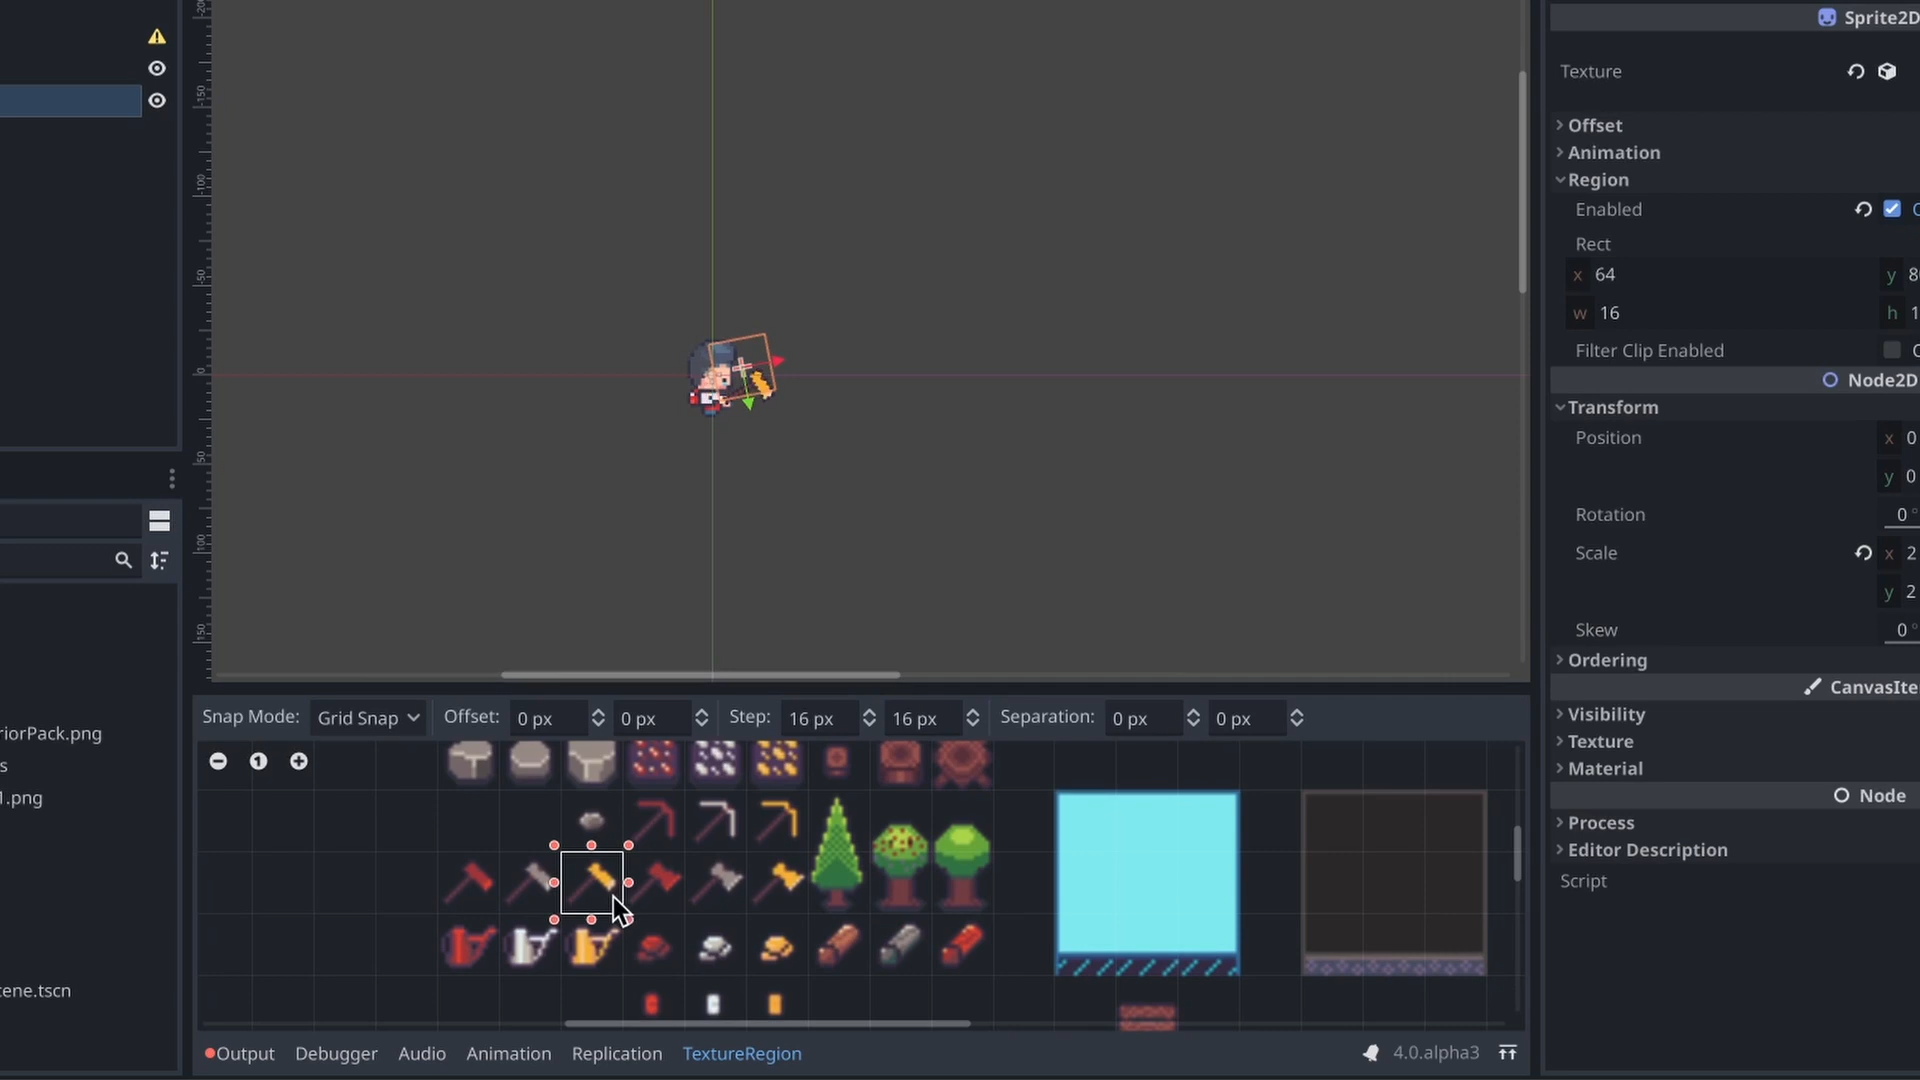 Sprite2D
Texture
Offset
Animation
Region
Enabled
Rect
x 64 y
w 16 h
Filter Clip Enabled
Node2D
Transform
Position x 0
y 0
Rotation 0 °
Scale x 2
y 2
Skew 0 °
Ordering
CanvasIte
Visibility
Texture
Material
Node
Process
Editor Description
Script
50
100
150
riorPack.png
s
1.png
ene.tscn
Snap Mode: Grid Snap Offset: 0 px 0 px Step: 16 px 16 px Separation: 0 px 0 px
Output Debugger Audio Animation Replication TextureRegion 4.0.alpha3